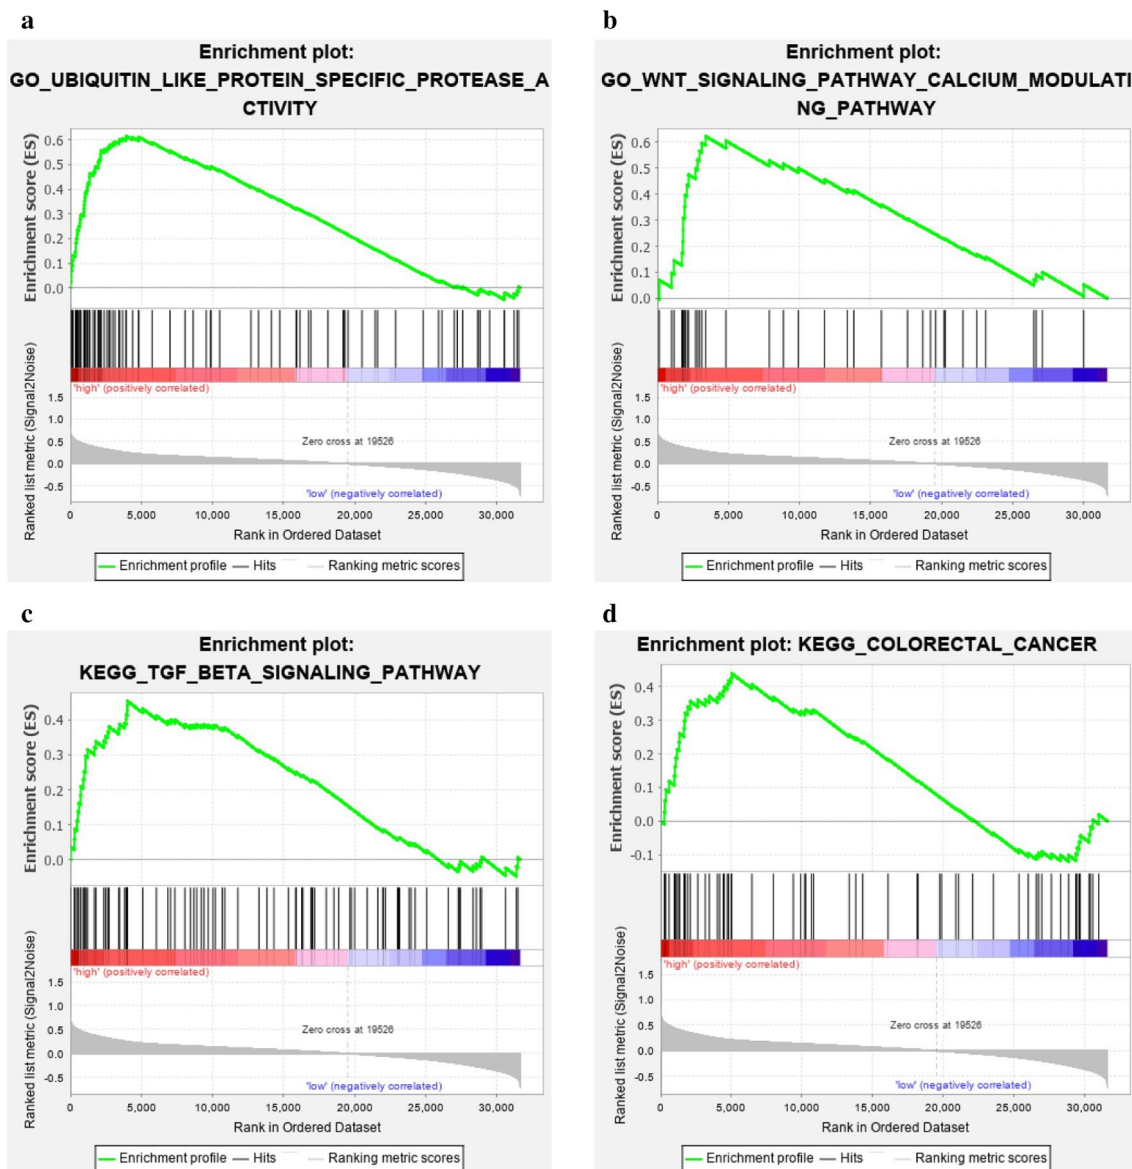 a
Enrichment plot:
GO_UBIQUITIN_LIKE_PROTEIN_SPECIFIC_PROTEASE_A
CTIVITY
Enrichment score (ES)
0.6
0.5
0.4
0.3
0.2
0.1
0.0
'high' (positively correlated)
Ranked list metric (Signal2Noise)
1.5
1.0
0.5
0.0
-0.5
Zero cross at 19526
'low' (negatively correlated)
0 5,000 10,000 15,000 20,000 25,000 30,000
Rank in Ordered Dataset
Enrichment profile Hits Ranking metric scores
b
Enrichment plot:
GO_WNT_SIGNALING_PATHWAY_CALCIUM_MODULATI
NG_PATHWAY
Enrichment score (ES)
0.6
0.5
0.4
0.3
0.2
0.1
0.0
'high' (positively correlated)
Ranked list metric (Signal2Noise)
1.5
1.0
0.5
0.0
-0.5
Zero cross at 19526
'low' (negatively correlated)
0 5,000 10,000 15,000 20,000 25,000 30,000
Rank in Ordered Dataset
Enrichment profile Hits Ranking metric scores
c
Enrichment plot:
KEGG_TGF_BETA_SIGNALING_PATHWAY
Enrichment score (ES)
0.4
0.3
0.2
0.1
0.0
'high' (positively correlated)
Ranked list metric (Signal2Noise)
1.5
1.0
0.5
0.0
-0.5
Zero cross at 19526
'low' (negatively correlated)
0 5,000 10,000 15,000 20,000 25,000 30,000
Rank in Ordered Dataset
Enrichment profile Hits Ranking metric scores
d
Enrichment plot: KEGG_COLORECTAL_CANCER
Enrichment score (ES)
0.4
0.3
0.2
0.1
0.0
-0.1
'high' (positively correlated)
Ranked list metric (Signal2Noise)
1.5
1.0
0.5
0.0
-0.5
Zero cross at 19526
'low' (negatively correlated)
0 5,000 10,000 15,000 20,000 25,000 30,000
Rank in Ordered Dataset
Enrichment profile Hits Ranking metric scores